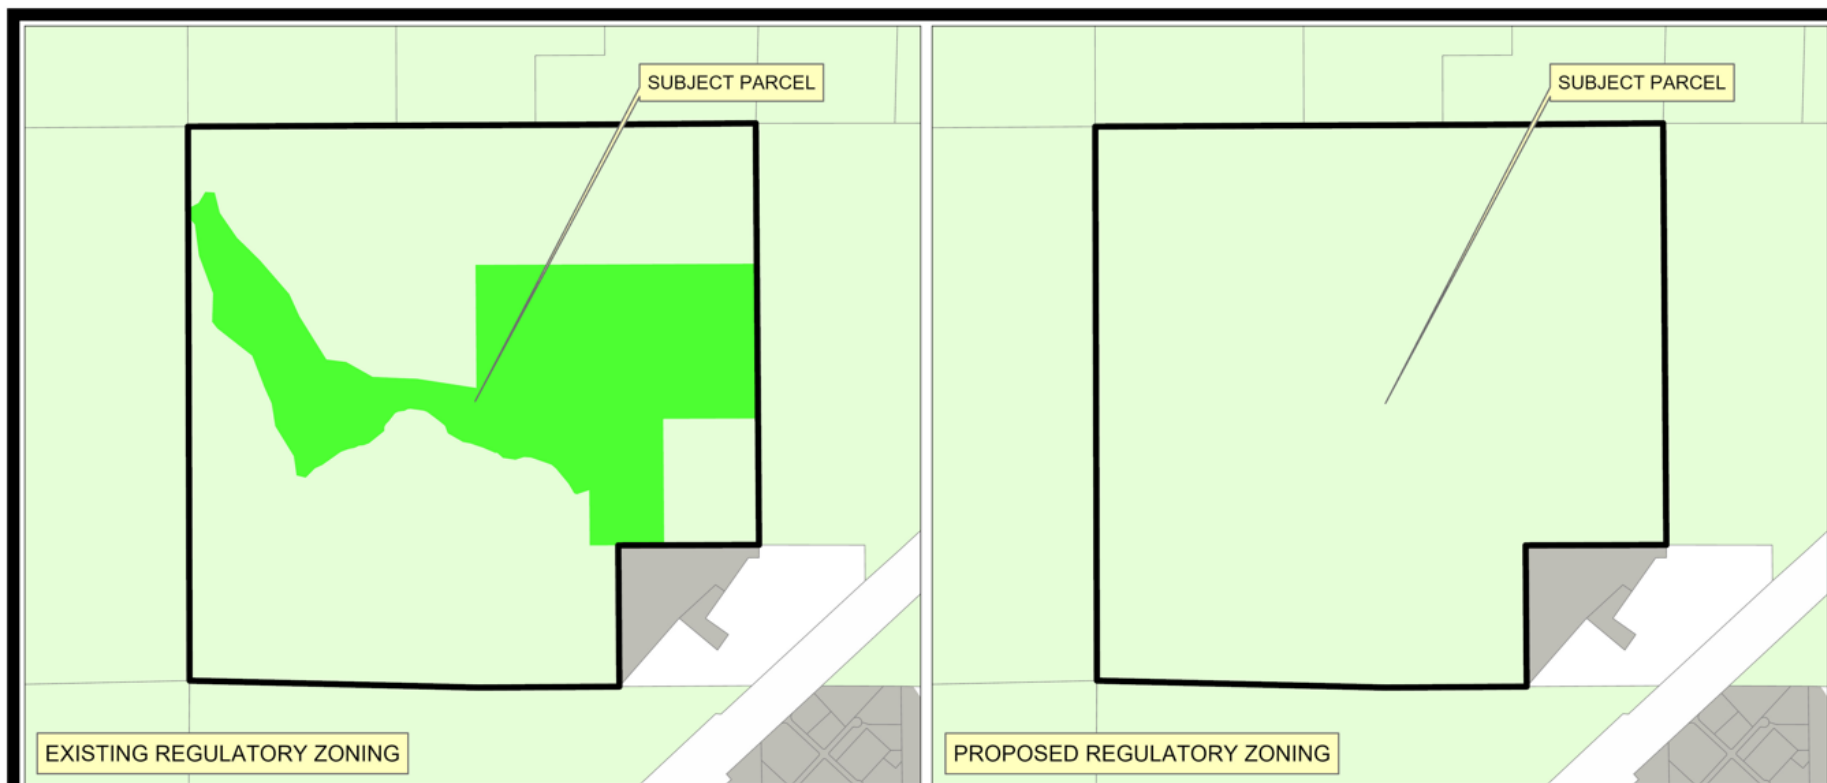 SUBJECT PARCEL
SUBJECT PARCEL
EXISTING REGULATORY ZONING
PROPOSED REGULATORY ZONING